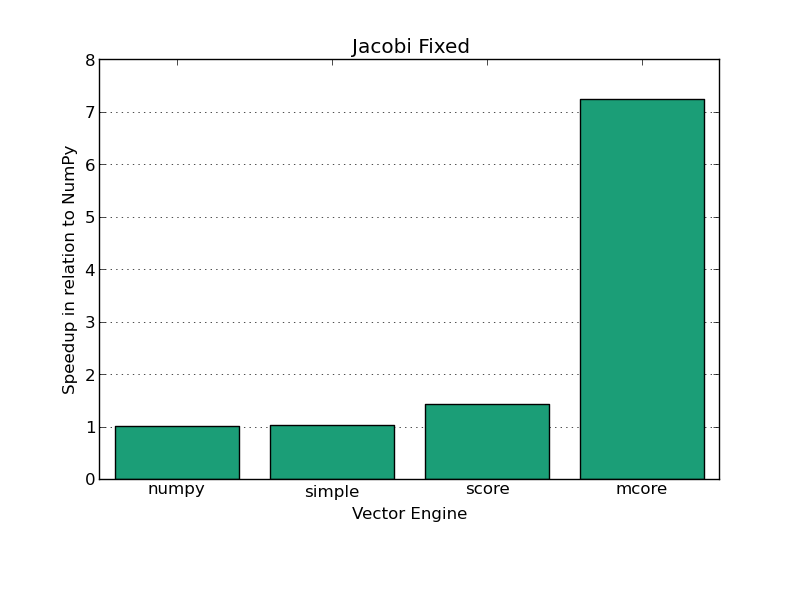 Jacobi Fixed
Speedup in relation to NumPy
8
7
6
5
4
3
2
1
0
numpy simple score mcore
Vector Engine